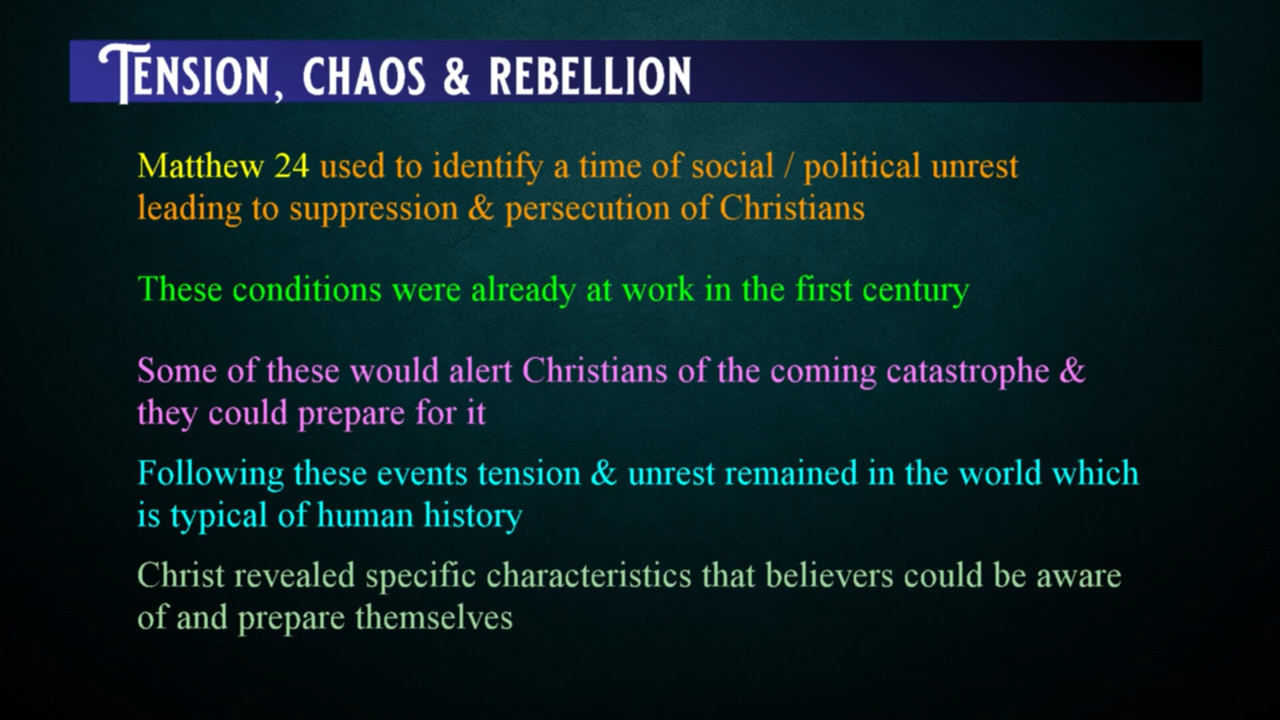 TENSION, CHAOS & REBELLION
Matthew 24 used to identify a time of social / political unrest
leading to suppression & persecution of Christians
These conditions were already at work in the first century
Some of these would alert Christians of the coming catastrophe &
they could prepare for it
Following these events tension & unrest remained in the world which
is typical of human history
Christ revealed specific characteristics that believers could be aware
of and prepare themselves